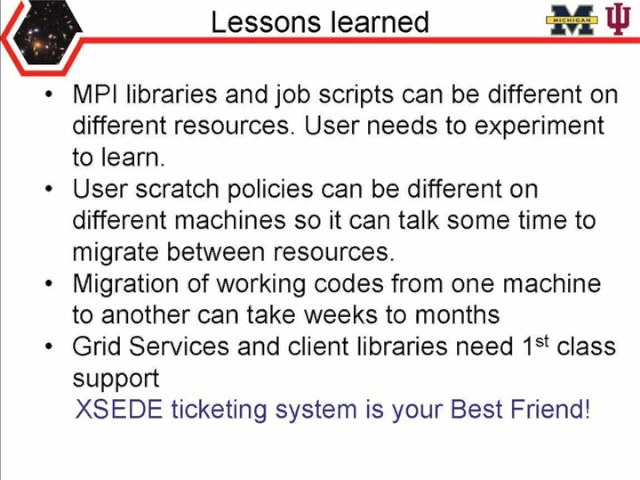 Lessons learned
MICHIGAN
• MPI libraries and job scripts can be different on
different resources. User needs to experiment
to learn.
• User scratch policies can be different on
different machines so it can talk some time to
migrate between resources.
• Migration of working codes from one machine
to another can take weeks to months
• Grid Services and client libraries need 1st class
support
XSEDE ticketing system is your Best Friend!